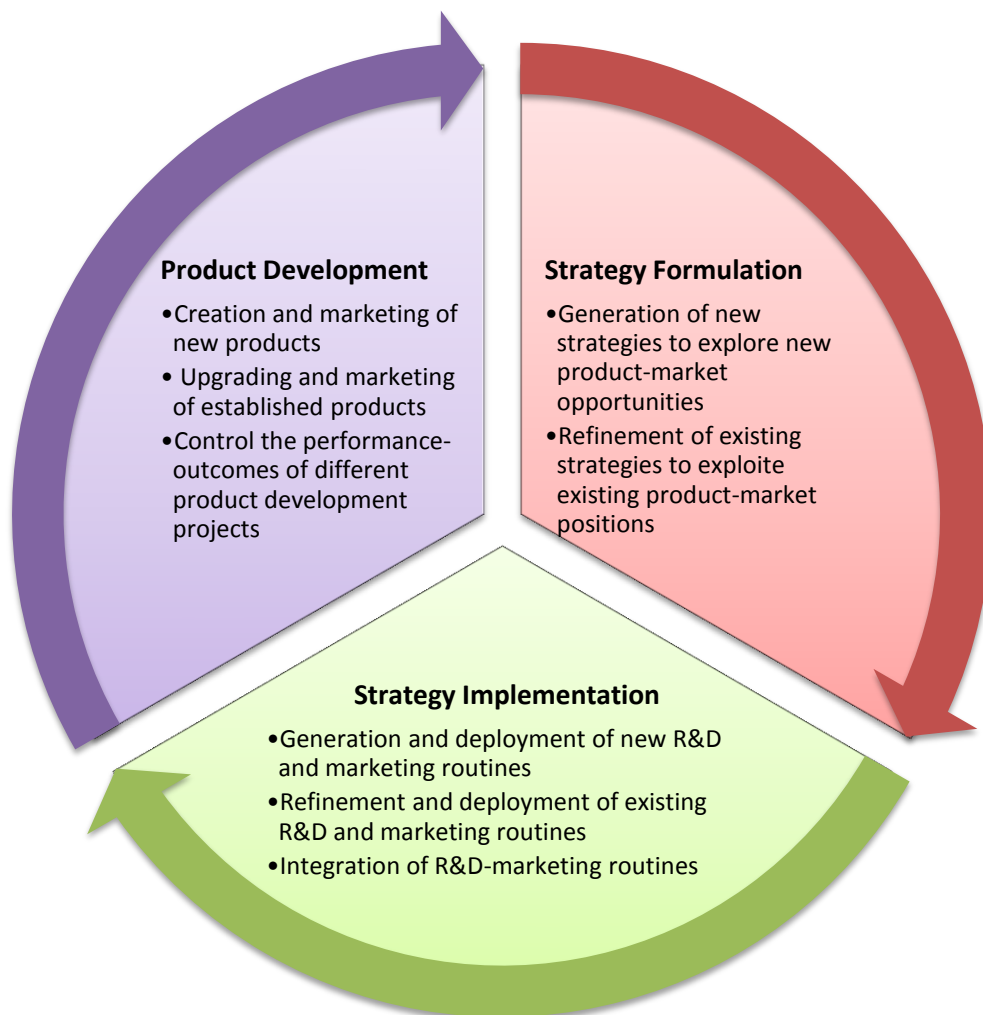 Product Development
•Creation and marketing of
new products
• Upgrading and marketing
of established products
•Control the performance-
outcomes of different
product development
projects
Strategy Formulation
•Generation of new
strategies to explore new
product-market
opportunities
•Refinement of existing
strategies to exploite
existing product-market
positions
Strategy Implementation
•Generation and deployment of new R&D
and marketing routines
•Refinement and deployment of existing
R&D and marketing routines
•Integration of R&D-marketing routines